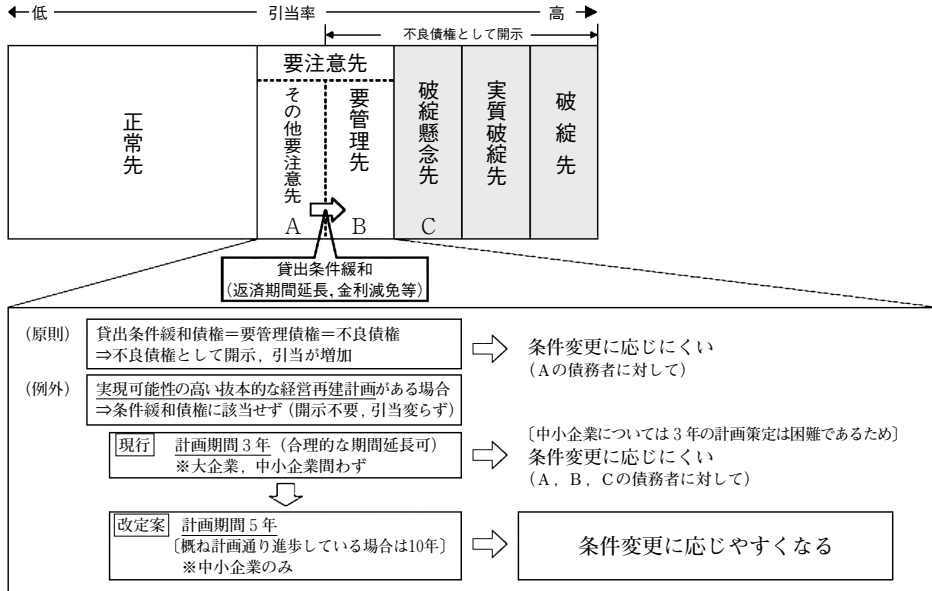 低 引当率 高
不良債権として開示
正常先
要注意先
その他要注意先
要管理先
破綻懸念先
実質破綻先
破綻先
A
B
C
貸出条件緩和
(返済期間延長,金利減免等)
(原則)
貸出条件緩和債権=要管理債権=不良債権
⇒不良債権として開示,引当が増加
条件変更に応じにくい
(Aの債務者に対して)
(例外)
実現可能性の高い抜本的な経営再建計画がある場合
⇒条件緩和債権に該当せず(開示不要,引当変らず)
現行 計画期間3年(合理的な期間延長可)
※大企業,中小企業間わず
〔中小企業については3年の計画策定は困難であるため〕
条件変更に応じにくい
(A,B,Cの債務者に対して)
改定案 計画期間5年
〔概ね計画通り進歩している場合は10年〕
※中小企業のみ
条件変更に応じやすくなる